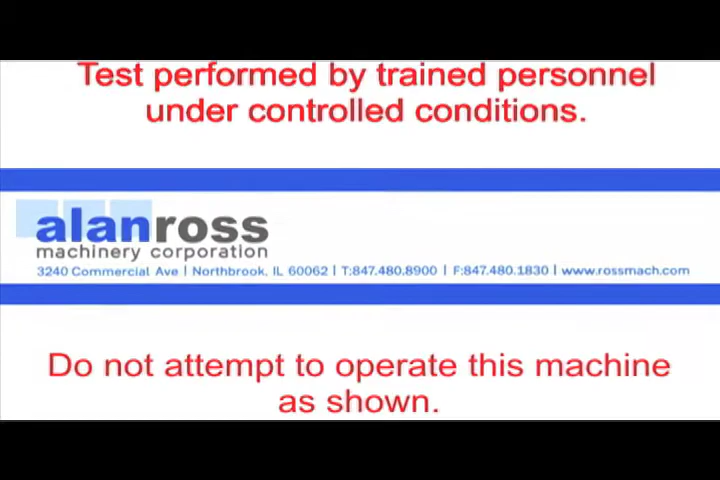 Test performed by trained personnel
under controlled conditions.
alanross
machinery corporation
3240 Commercial Ave | Northbrook, IL 60062 | T:847.480.8900 | F:847.480.1830 | www.rossmach.com
Do not attempt to operate this machine
as shown.